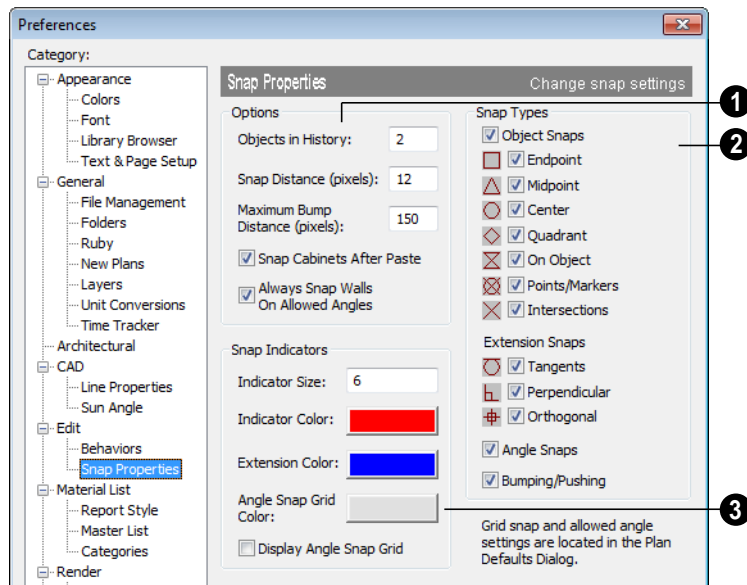 Preferences
Category:
Appearance
Colors
Font
Library Browser
Text & Page Setup
General
File Management
Folders
Ruby
New Plans
Layers
Unit Conversions
Time Tracker
Architectural
CAD
Line Properties
Sun Angle
Edit
Behaviors
Snap Properties
Material List
Report Style
Master List
Categories
Render
Snap Properties
Change snap settings
Options
Objects in History: 2
Snap Distance (pixels): 12
Maximum Bump
Distance (pixels): 150
Snap Cabinets After Paste
Always Snap Walls
On Allowed Angles
Snap Indicators
Indicator Size: 6
Indicator Color:
Extension Color:
Angle Snap Grid
Color:
Display Angle Snap Grid
Snap Types
Object Snaps
Endpoint
Midpoint
Center
Quadrant
On Object
Points/Markers
Intersections
Extension Snaps
Tangents
Perpendicular
Orthogonal
Angle Snaps
Bumping/Pushing
Grid snap and allowed angle
settings are located in the Plan
Defaults Dialog.
1
2
3